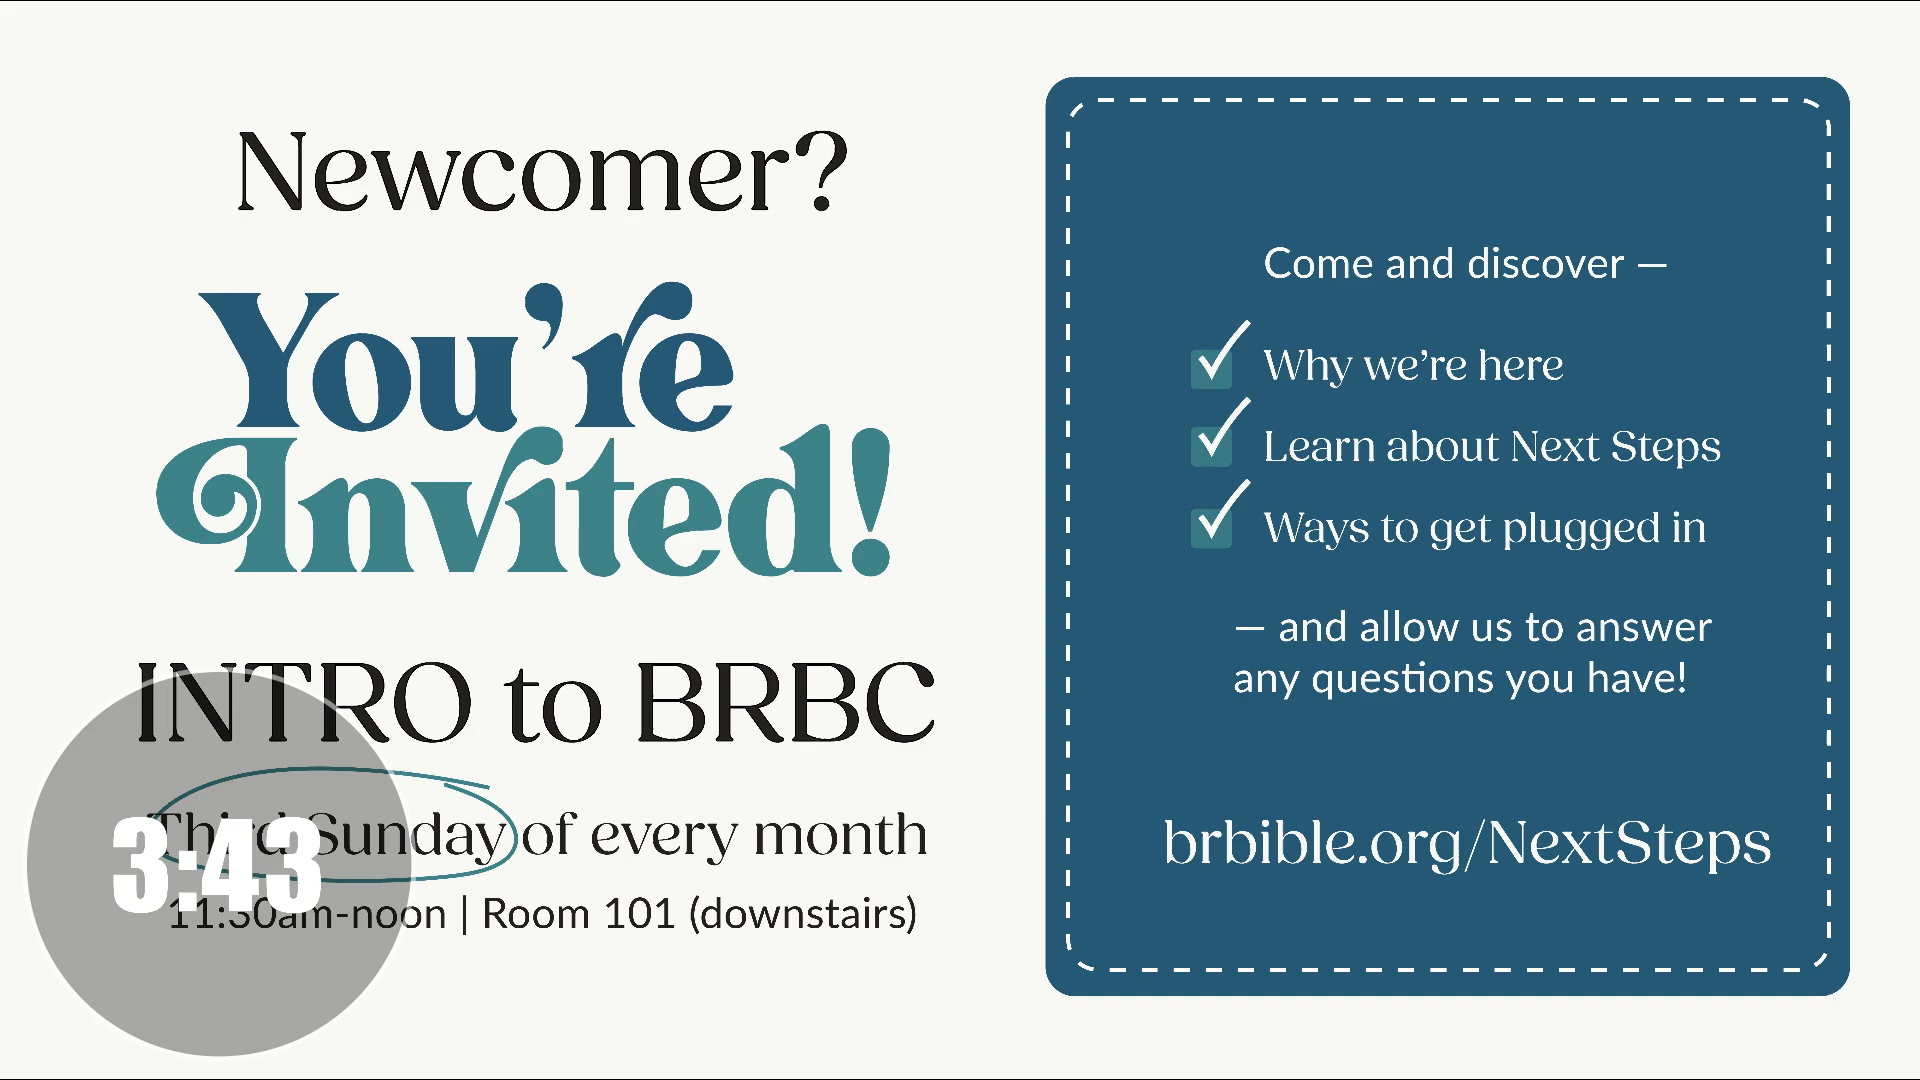 Newcomer?
You're
Invited!
INTRO to BRBC
Third Sunday of every month
11:30am-noon | Room 101 (downstairs)
3:43
Come and discover —
Why we're here
Learn about Next Steps
Ways to get plugged in
— and allow us to answer
any questions you have!
brbible.org/NextSteps